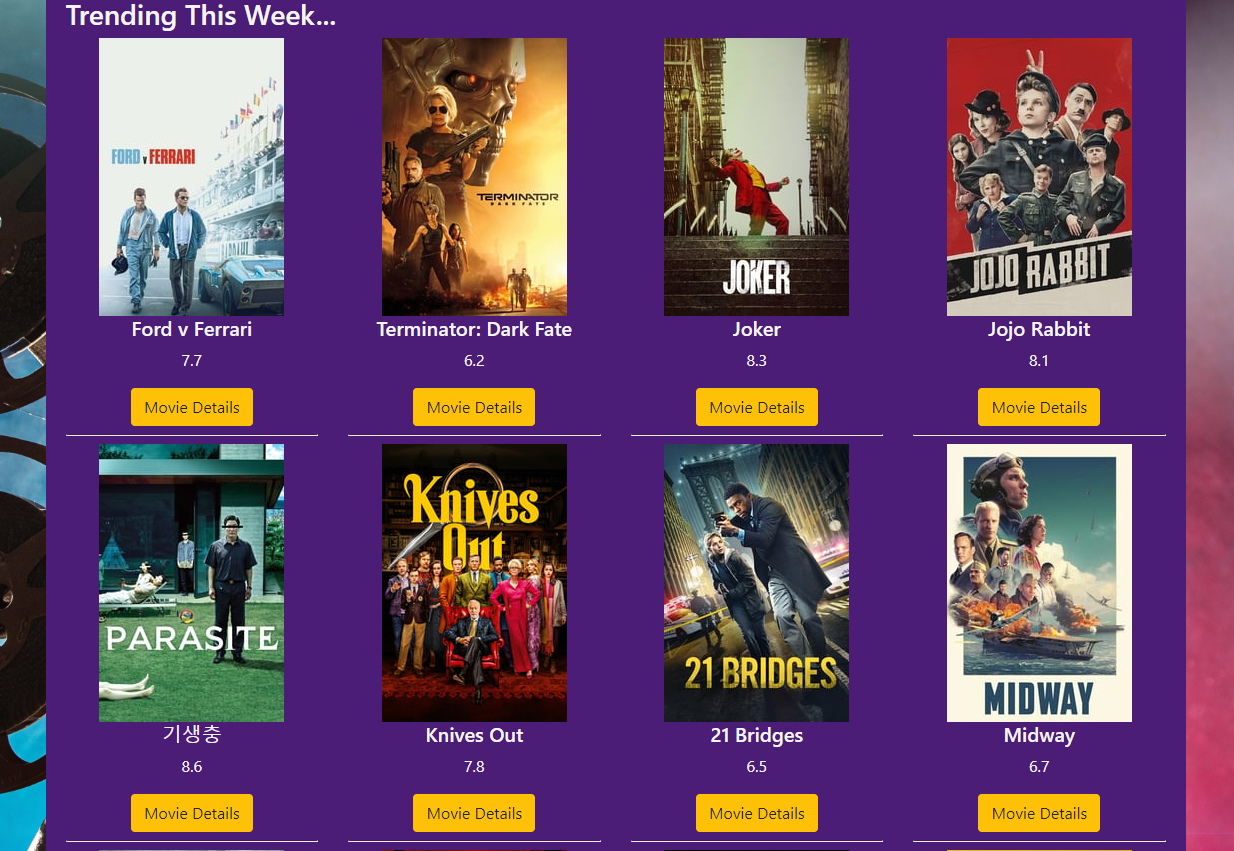 Trending This Week...
FORD v FERRARI
TERMINATOR
DARK FATE
JOKER
JOJO RABBIT
Ford v Ferrari
Terminator: Dark Fate
Joker
Jojo Rabbit
7.7
6.2
8.3
8.1
Movie Details
Movie Details
Movie Details
Movie Details
PARASITE
Knives
Out
21 BRIDGES
MIDWAY
기생충
Knives Out
21 Bridges
Midway
8.6
7.8
6.5
6.7
Movie Details
Movie Details
Movie Details
Movie Details